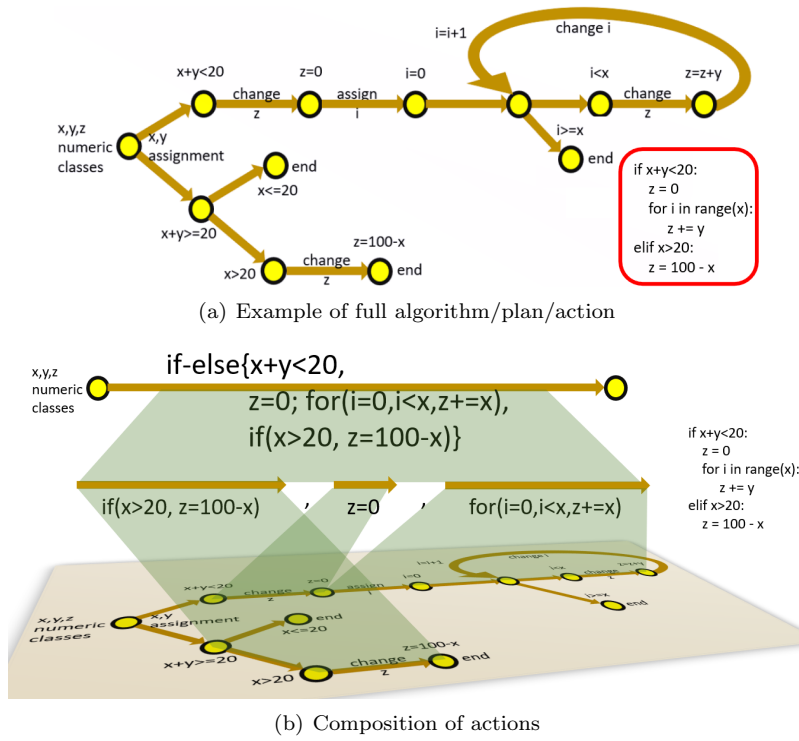 change i
i=i+1
x+y<20
change
z
z=0
assign
i
i=0
i<x
change
z
z=z+y
x,y,z
numeric
classes
x,y
assignment
i>=x
end
end
x<=20
x+y>=20
x>20
change
z
z=100-x
end
if x+y<20:
z = 0
for i in range(x):
z += y
elif x>20:
z = 100 - x
(a) Example of full algorithm/plan/action
x,y,z
numeric
classes
if-else{x+y<20,
z=0; for(i=0,i<x,z+=x),
if(x>20, z=100-x)}
if x+y<20:
z = 0
for i in range(x):
z += y
elif x>20:
z = 100 - x
if(x>20, z=100-x) , z=0 , for(i=0,i<x,z+=x)
change i
i=i+1
x+y<20
change
z
z=0
assign
i
i=0
i<x
change
z
z=z+y
x,y,z
numeric
classes
x,y
assignment
i>=x
end
end
x<=20
x+y>=20
x>20
change
z
z=100-x
end
(b) Composition of actions